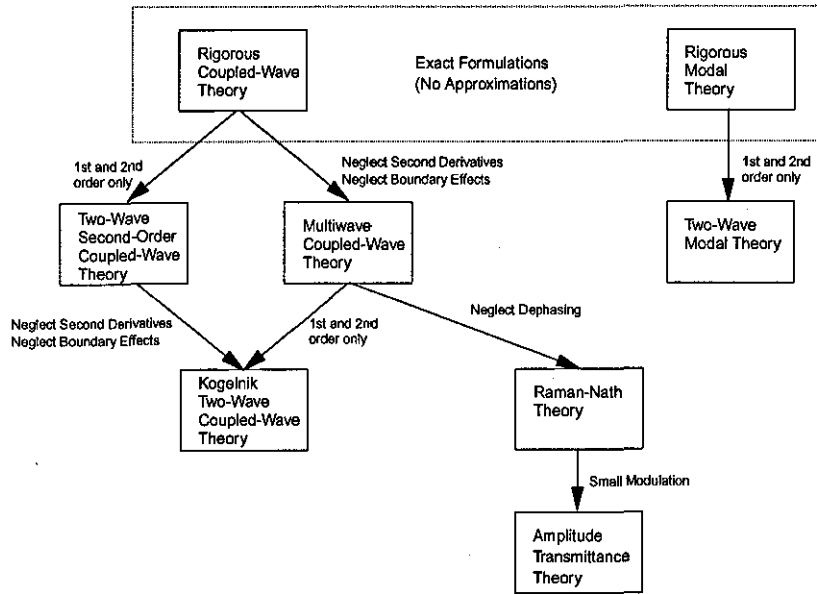 Rigorous
Coupled-Wave
Theory
Exact Formulations
(No Approximations)
Rigorous
Modal
Theory
1st and 2nd
order only
Neglect Second Derivatives
Neglect Boundary Effects
1st and 2nd
order only
Two-Wave
Second-Order
Coupled-Wave
Theory
Multiwave
Coupled-Wave
Theory
Two-Wave
Modal Theory
Neglect Second Derivatives
Neglect Boundary Effects
1st and 2nd
order only
Neglect Dephasing
Kogelnik
Two-Wave
Coupled-Wave
Theory
Raman-Nath
Theory
Small Modulation
Amplitude
Transmittance
Theory